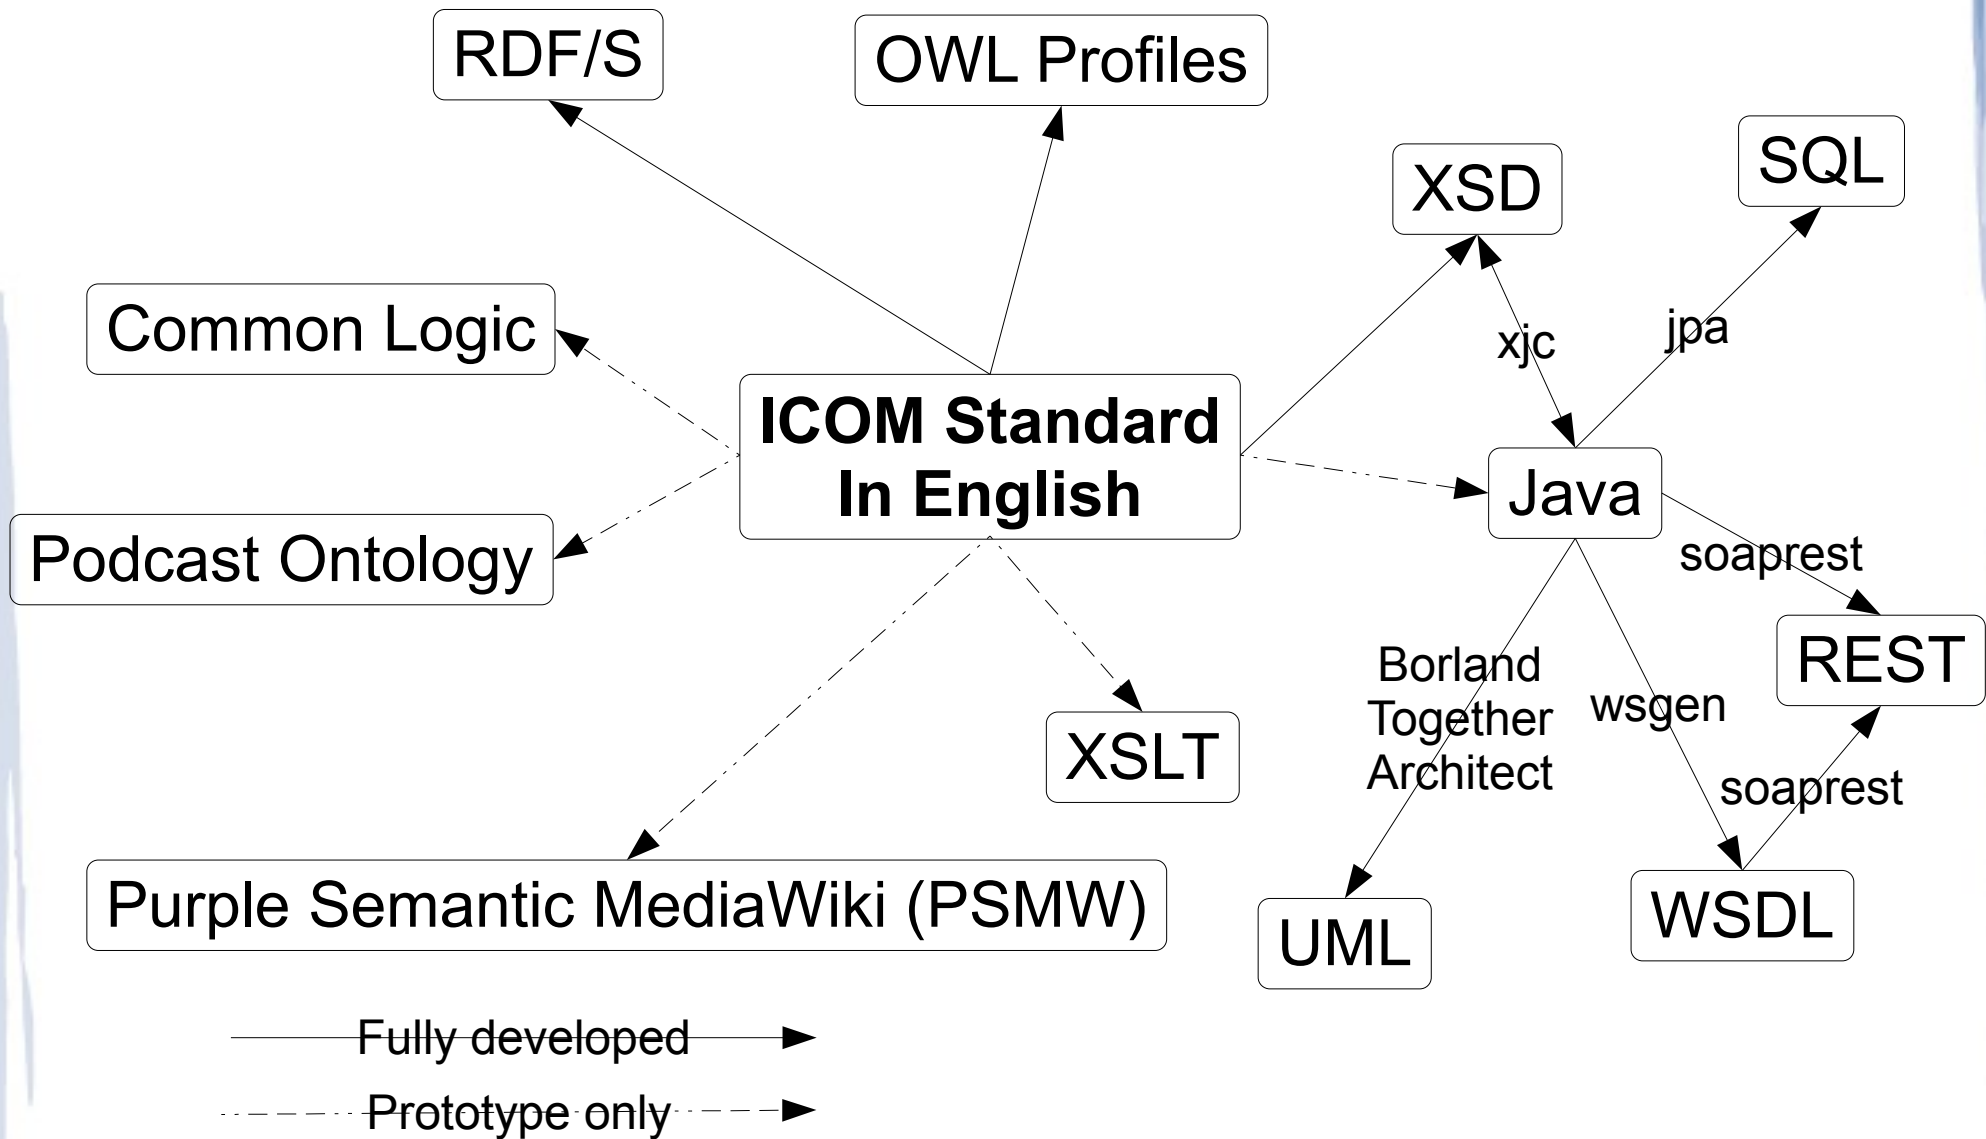 RDF/S
OWL Profiles
SQL
XSD
Common Logic
xjc
jpa
ICOM Standard
In English
Java
Podcast Ontology
soaprest
REST
Borland
Together
Architect
wsgen
XSLT
soaprest
Purple Semantic MediaWiki (PSMW)
WSDL
UML
Fully developed
Prototype only